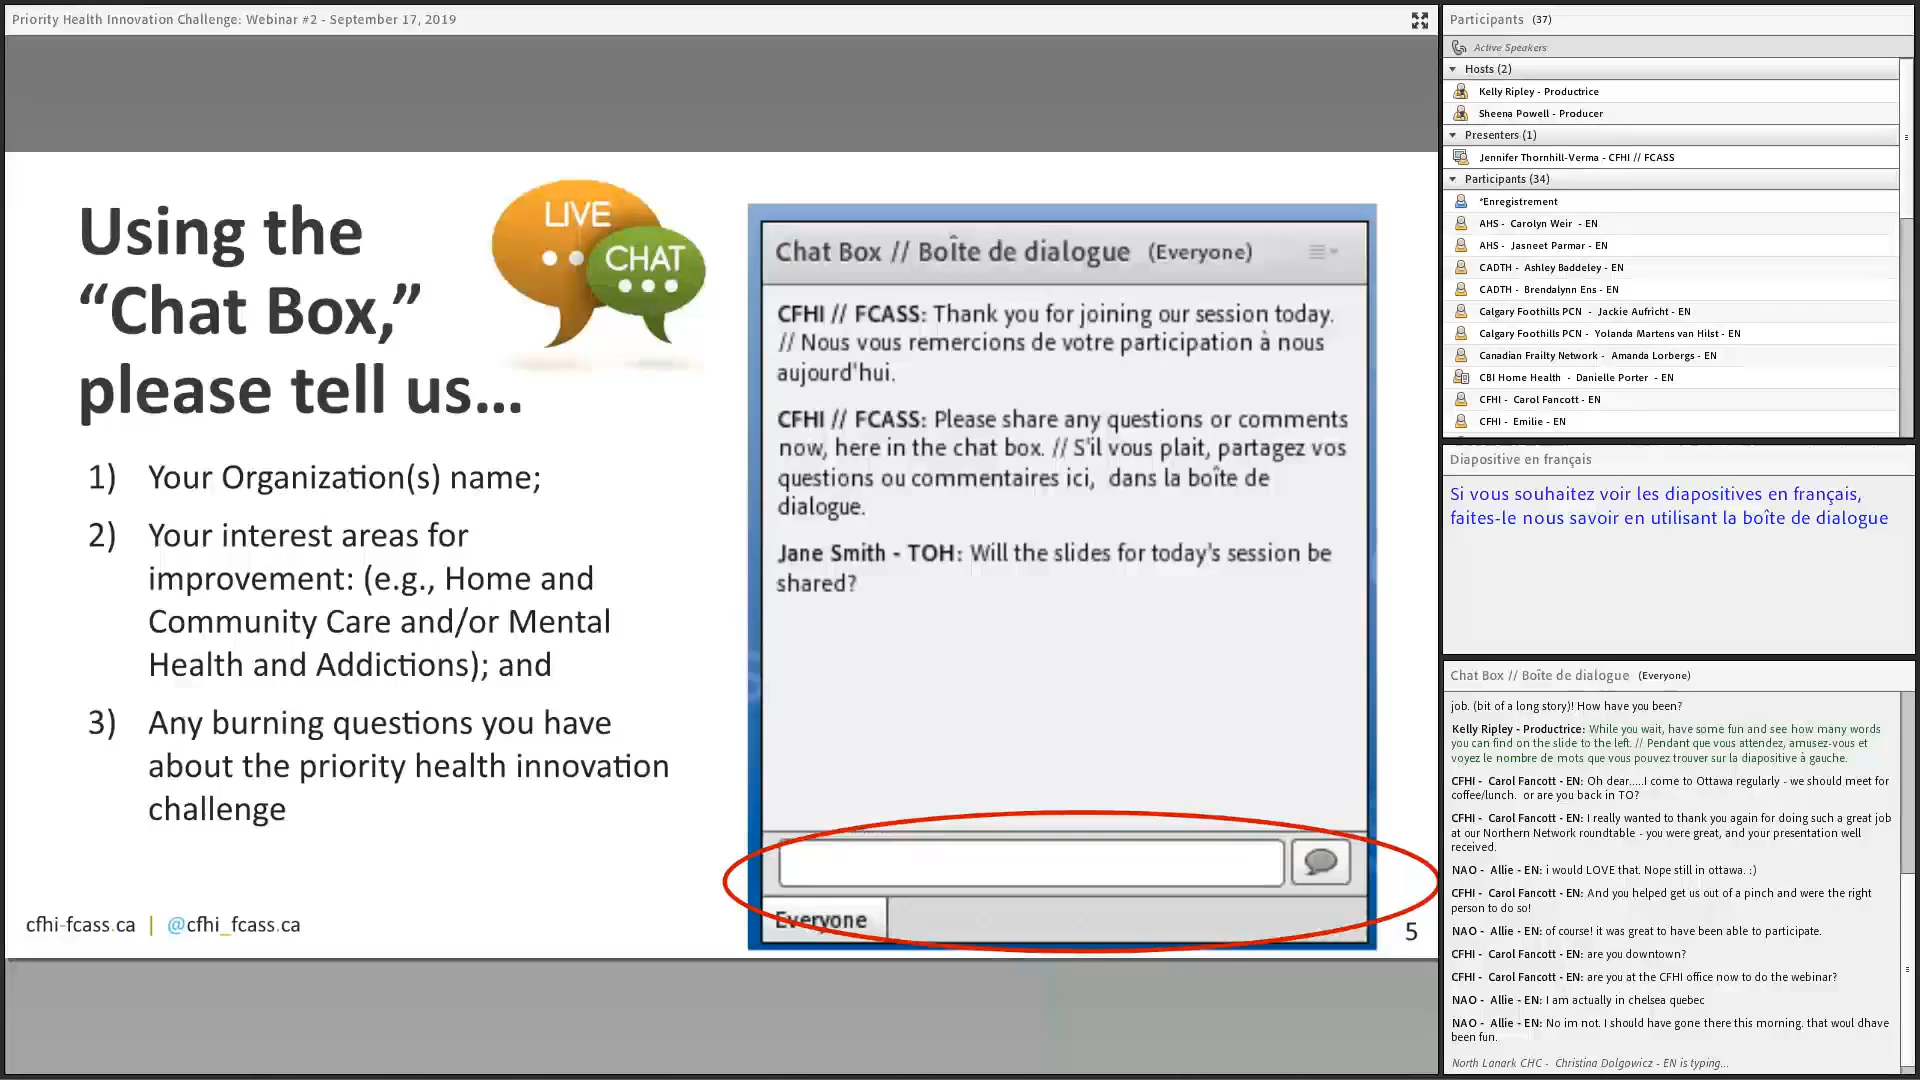 Priority Health Innovation Challenge: Webinar #2 - September 17, 2019
Using the
“Chat Box,”
please tell us...
LIVE
CHAT
1) Your Organization(s) name;
2) Your interest areas for
improvement: (e.g., Home and
Community Care and/or Mental
Health and Addictions); and
3) Any burning questions you have
about the priority health innovation
challenge
cfhi-fcass.ca | @cfhi_fcass.ca
Chat Box // Boîte de dialogue (Everyone)
CFHI // FCASS: Thank you for joining our session today.
// Nous vous remercions de votre participation à nous
aujourd'hui.
CFHI // FCASS: Please share any questions or comments
now, here in the chat box. // S'il vous plait, partagez vos
questions ou commentaires ici, dans la boîte de
dialogue.
Jane Smith - TOH: Will the slides for today's session be
shared?
Everyone
5
Participants (37)
Active Speakers
Hosts (2)
Kelly Ripley - Productrice
Sheena Powell - Producer
Presenters (1)
Jennifer Thornhill-Verma - CFHI // FCASS
Participants (34)
*Enregistrement
AHS - Carolyn Weir - EN
AHS - Jasneet Parmar - EN
CADTH - Ashley Baddeley - EN
CADTH - Brendalynn Ens - EN
Calgary Foothills PCN - Jackie Aufricht - EN
Calgary Foothills PCN - Yolanda Martens van Hilst - EN
Canadian Frailty Network - Amanda Lorbergs - EN
CBI Home Health - Danielle Porter - EN
CFHI - Carol Fancott - EN
CFHI - Emilie - EN
Diapositive en français
Si vous souhaitez voir les diapositives en français,
faites-le nous savoir en utilisant la boîte de dialogue
Chat Box // Boîte de dialogue (Everyone)
job. (bit of a long story)! How have you been?
Kelly Ripley - Productrice: While you wait, have some fun and see how many words
you can find on the slide to the left. // Pendant que vous attendez, amusez-vous et
voyez le nombre de mots que vous pouvez trouver sur la diapositive à gauche.
CFHI - Carol Fancott - EN: Oh dear.....I come to Ottawa regularly - we should meet for
coffee/lunch. or are you back in TO?
CFHI - Carol Fancott - EN: I really wanted to thank you again for doing such a great job
at our Northern Network roundtable - you were great, and your presentation well
received.
NAO - Allie - EN: i would LOVE that. Nope still in ottawa. :)
CFHI - Carol Fancott - EN: And you helped get us out of a pinch and were the right
person to do so!
NAO - Allie - EN: of course! it was great to have been able to participate.
CFHI - Carol Fancott - EN: are you downtown?
CFHI - Carol Fancott - EN: are you at the CFHI office now to do the webinar?
NAO - Allie - EN: I am actually in chelsea quebec
NAO - Allie - EN: No im not. I should have gone there this morning. that woul dhave
been fun.
North Lanark CHC - Christina Dolgowicz - EN is typing...